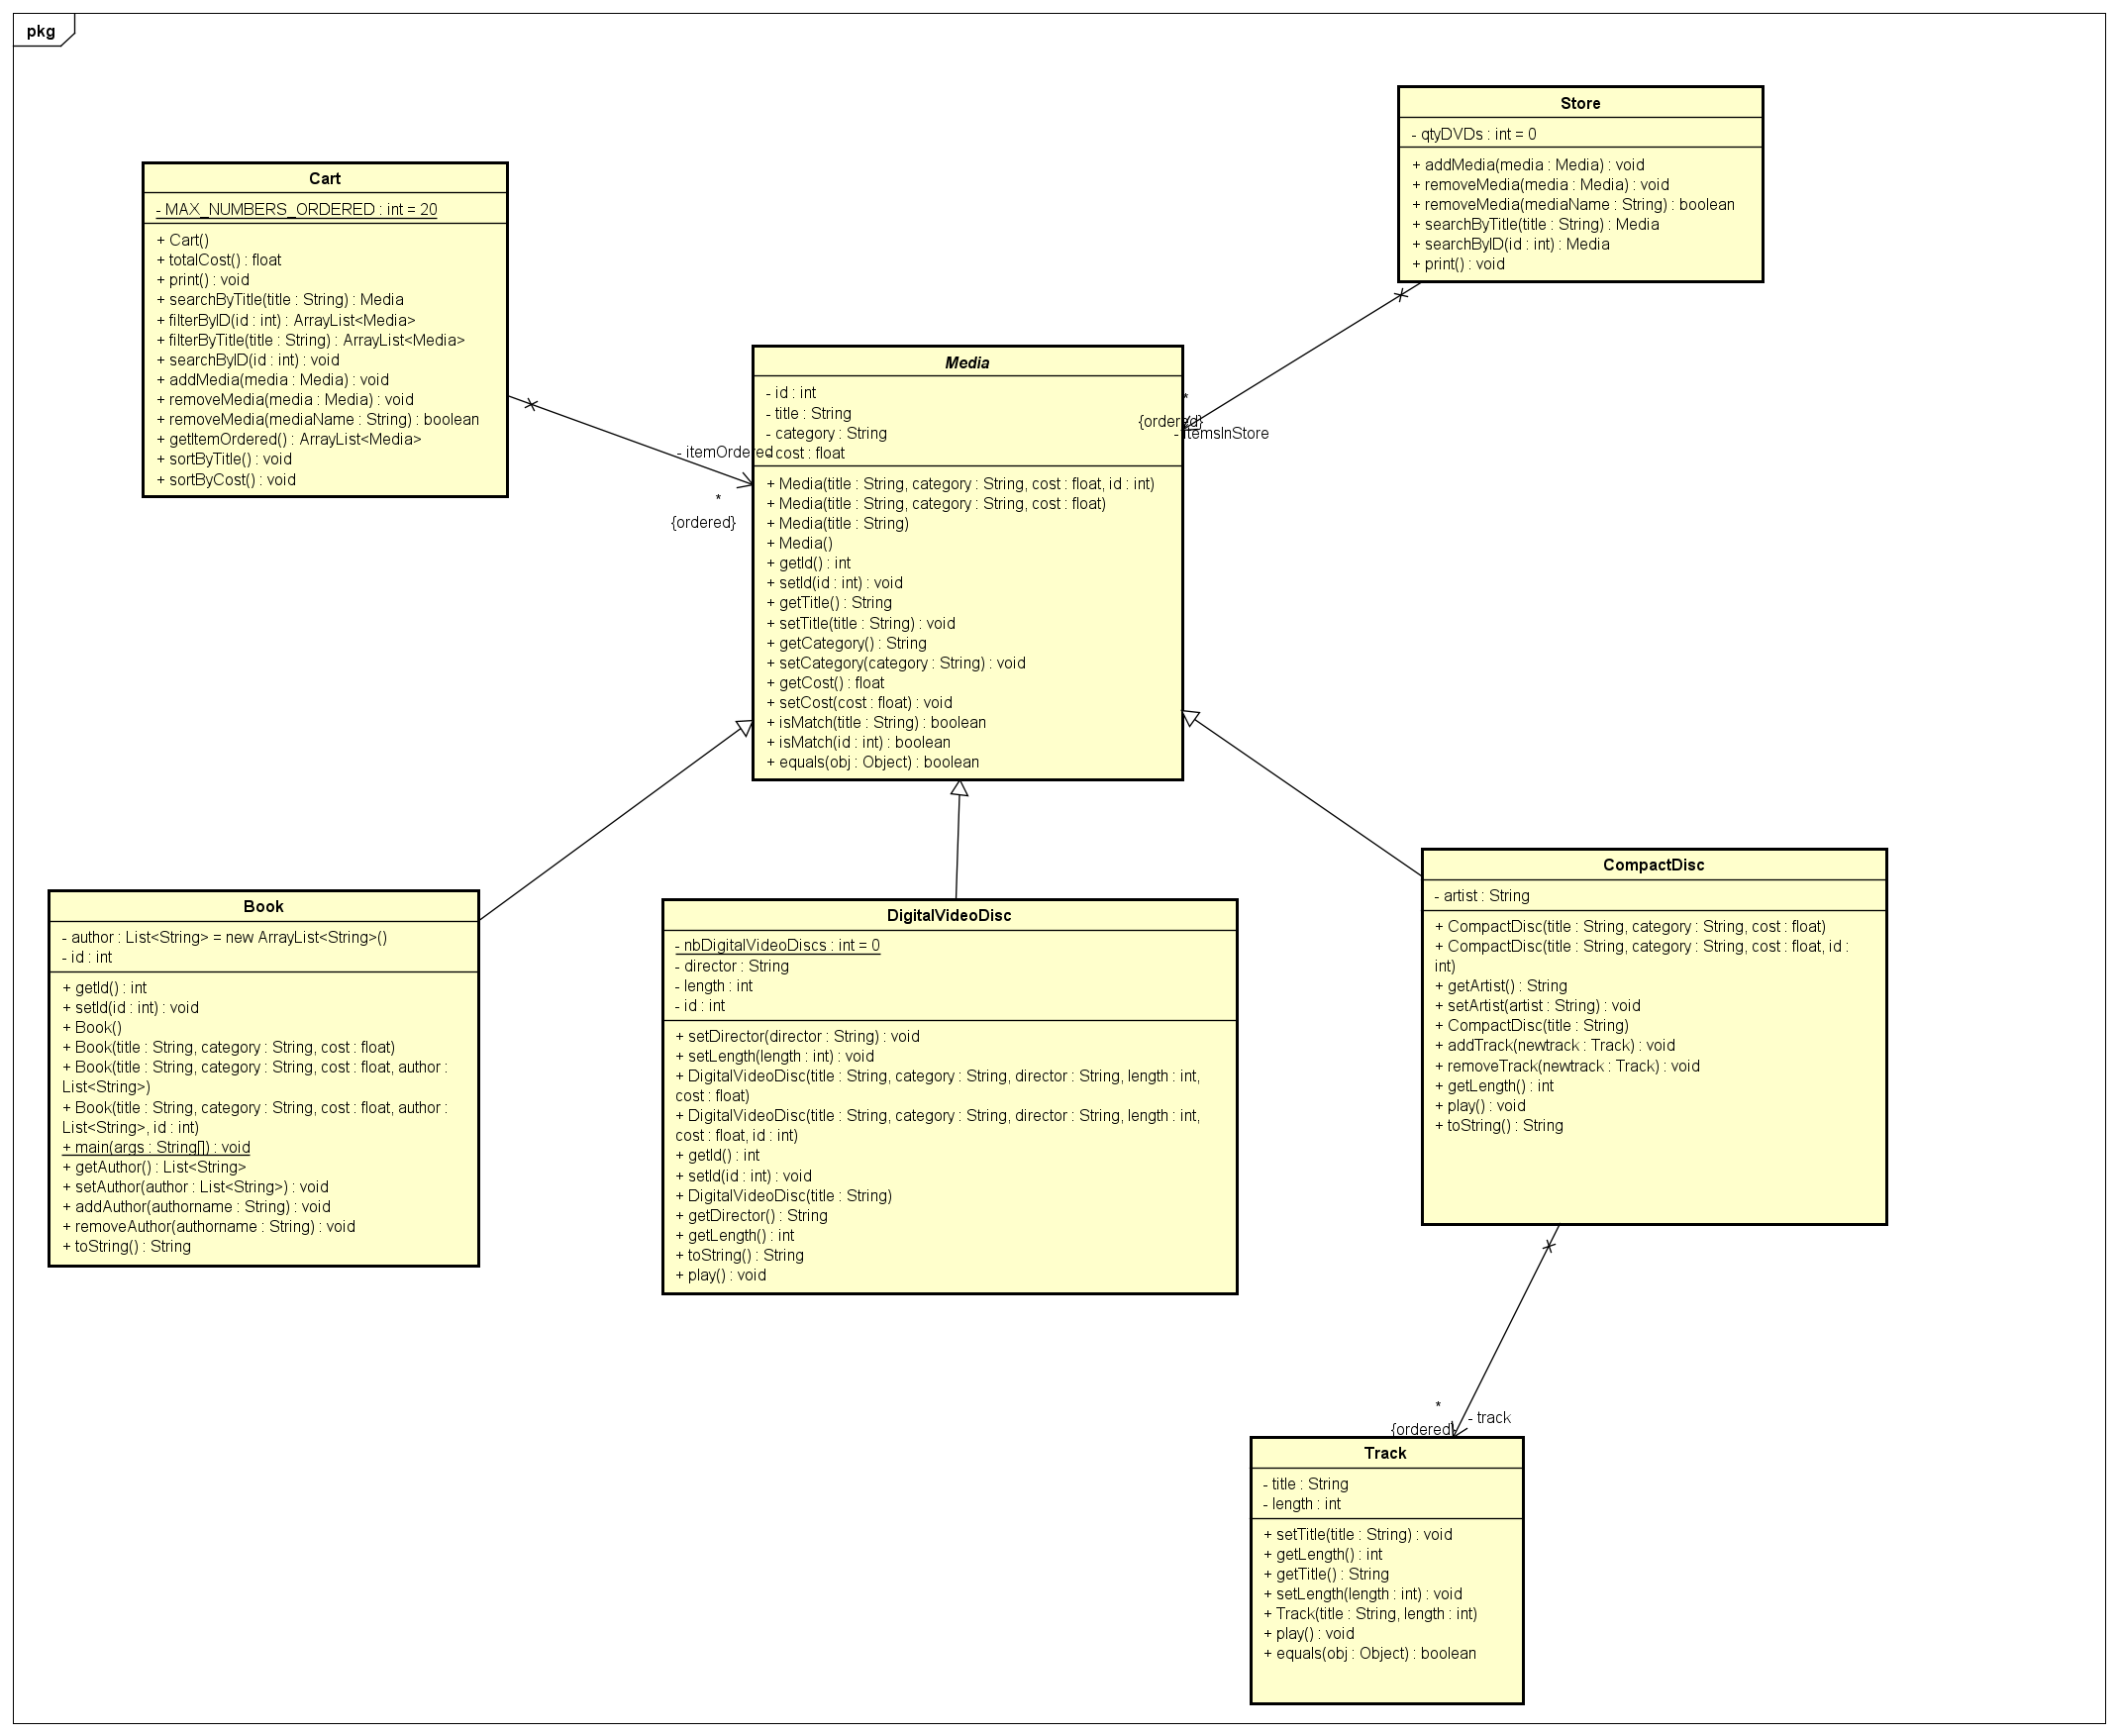 pkg
Store
- qtyDVDs : int = 0
+ addMedia(media : Media) : void
+ removeMedia(media : Media) : void
+ removeMedia(mediaName : String) : boolean
+ searchByTitle(title : String) : Media
+ searchByID(id : int) : Media
+ print() : void
Cart
- MAX_NUMBERS_ORDERED : int = 20
+ Cart()
+ totalCost() : float
+ print() : void
+ searchByTitle(title : String) : Media
+ filterByID(id : int) : ArrayList<Media>
+ filterByTitle(title : String) : ArrayList<Media>
+ searchByID(id : int) : void
+ addMedia(media : Media) : void
+ removeMedia(media : Media) : void
+ removeMedia(mediaName : String) : boolean
+ getItemOrdered() : ArrayList<Media>
+ sortByTitle() : void
+ sortByCost() : void
- itemOrdered
*
{ordered}
*
{ordered}
- itemsInStore
Media
- id : int
- title : String
- category : String
- cost : float
+ Media(title : String, category : String, cost : float, id : int)
+ Media(title : String, category : String, cost : float)
+ Media(title : String)
+ Media()
+ getId() : int
+ setId(id : int) : void
+ getTitle() : String
+ setTitle(title : String) : void
+ getCategory() : String
+ setCategory(category : String) : void
+ getCost() : float
+ setCost(cost : float) : void
+ isMatch(title : String) : boolean
+ isMatch(id : int) : boolean
+ equals(obj : Object) : boolean
Book
- author : List<String> = new ArrayList<String>()
- id : int
+ getId() : int
+ setId(id : int) : void
+ Book()
+ Book(title : String, category : String, cost : float)
+ Book(title : String, category : String, cost : float, author :
List<String>)
+ Book(title : String, category : String, cost : float, author :
List<String>, id : int)
+ main(args : String[]) : void
+ getAuthor() : List<String>
+ setAuthor(author : List<String>) : void
+ addAuthor(authorname : String) : void
+ removeAuthor(authorname : String) : void
+ toString() : String
DigitalVideoDisc
- nbDigitalVideoDiscs : int = 0
- director : String
- length : int
- id : int
+ setDirector(director : String) : void
+ setLength(length : int) : void
+ DigitalVideoDisc(title : String, category : String, director : String, length : int,
cost : float)
+ DigitalVideoDisc(title : String, category : String, director : String, length : int,
cost : float, id : int)
+ getId() : int
+ setId(id : int) : void
+ DigitalVideoDisc(title : String)
+ getDirector() : String
+ getLength() : int
+ toString() : String
+ play() : void
CompactDisc
- artist : String
+ CompactDisc(title : String, category : String, cost : float)
+ CompactDisc(title : String, category : String, cost : float, id :
int)
+ getArtist() : String
+ setArtist(artist : String) : void
+ CompactDisc(title : String)
+ addTrack(newtrack : Track) : void
+ removeTrack(newtrack : Track) : void
+ getLength() : int
+ play() : void
+ toString() : String
*
{ordered}
- track
Track
- title : String
- length : int
+ setTitle(title : String) : void
+ getLength() : int
+ getTitle() : String
+ setLength(length : int) : void
+ Track(title : String, length : int)
+ play() : void
+ equals(obj : Object) : boolean